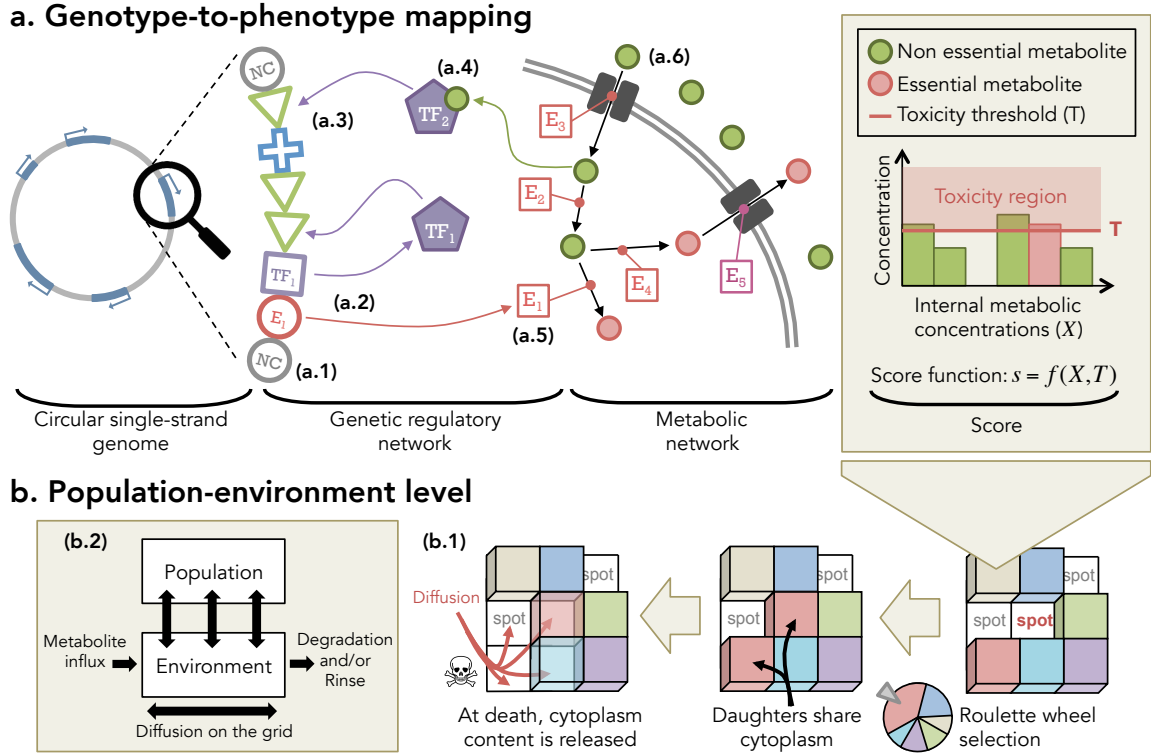 a. Genotype-to-phenotype mapping
NC
(a.4)
TF2
(a.3)
TF1
TF1
(a.2)
E1
NC
(a.1)
(a.6)
E3
E2
E4
E5
E1
(a.5)
Circular single-strand
genome
Genetic regulatory
network
Metabolic
network
Non essential metabolite
Essential metabolite
Toxicity threshold (T)
Concentration
Toxicity region
T
Internal metabolic
concentrations (X)
Score function: s = f(X,T)
Score
b. Population-environment level
(b.2)
Population
Metabolite
influx
Environment
Degradation
and/or
Rinse
Diffusion on the grid
(b.1)
Diffusion
spot
spot
At death, cytoplasm
content is released
spot
spot
Daughters share
cytoplasm
spot
spot
spot
Roulette wheel
selection